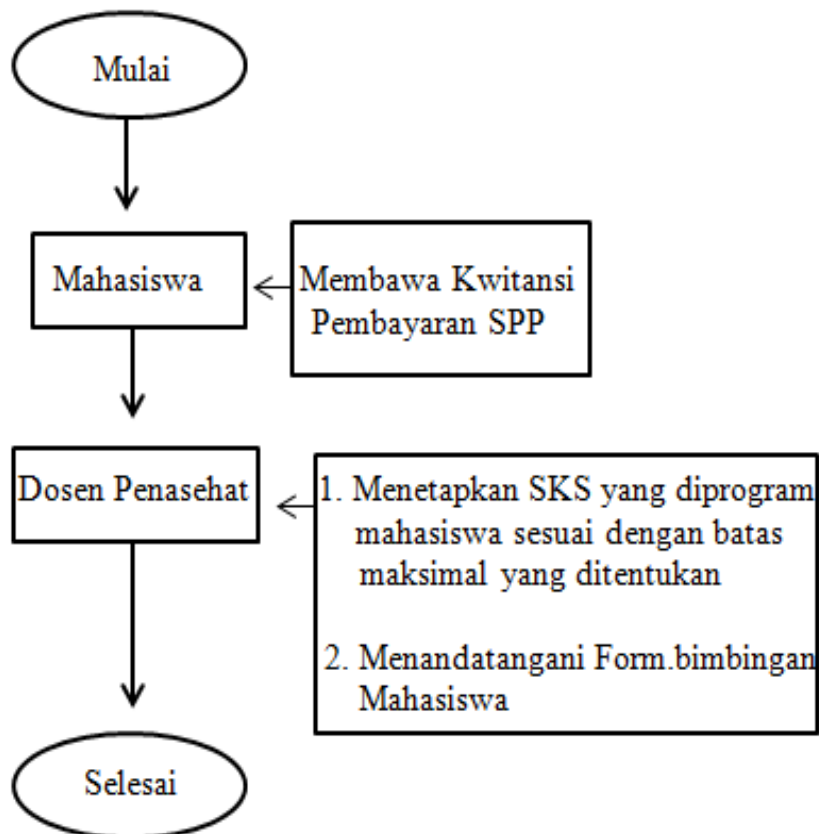 Mulai
Mahasiswa
Membawa Kwitansi
Pembayaran SPP
Dosen Penasehat
1. Menetapkan SKS yang diprogram
mahasiswa sesuai dengan batas
maksimal yang ditentukan
2. Menandatangani Form.bimbingan
Mahasiswa
Selesai